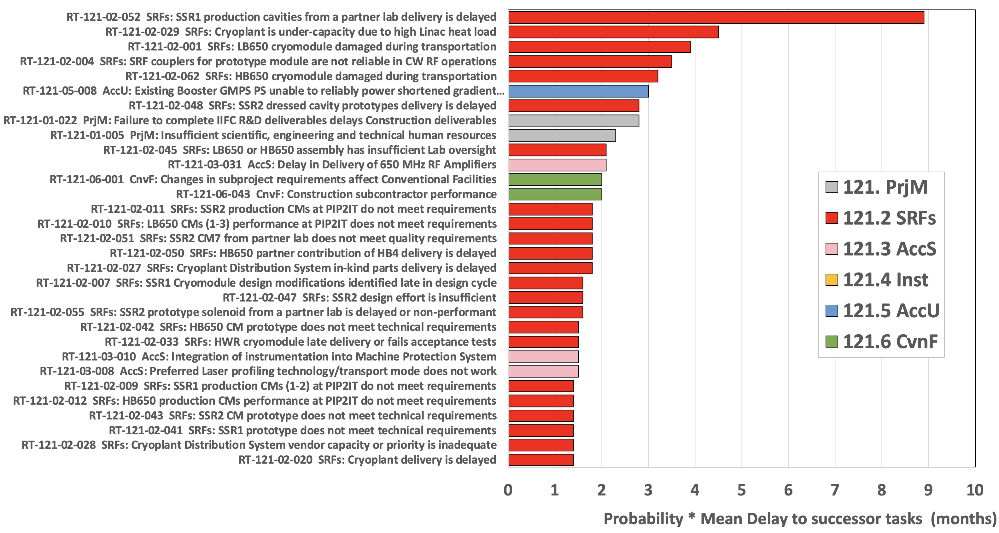 RT-121-02-052 SRFs: SSR1 production cavities from a partner lab delivery is delayed
RT-121-02-029 SRFs: Cryoplant is under-capacity due to high Linac heat load
RT-121-02-001 SRFs: LB650 cryomodule damaged during transportation
RT-121-02-004 SRFs: SRF couplers for prototype module are not reliable in CW RF operations
RT-121-02-062 SRFs: HB650 cryomodule damaged during transportation
RT-121-05-008 AccU: Existing Booster GMPS PS unable to reliably power shortened gradient...
RT-121-02-048 SRFs: SSR2 dressed cavity prototypes delivery is delayed
RT-121-01-022 PrjM: Failure to complete IIFC R&D deliverables delays Construction deliverables
RT-121-01-005 PrjM: Insufficient scientific, engineering and technical human resources
RT-121-02-045 SRFs: LB650 or HB650 assembly has insufficient Lab oversight
RT-121-03-031 AccS: Delay in Delivery of 650 MHz RF Amplifiers
RT-121-06-001 CnvF: Changes in subproject requirements affect Conventional Facilities
RT-121-06-043 CnvF: Construction subcontractor performance
RT-121-02-011 SRFs: SSR2 production CMs at PIP2IT do not meet requirements
RT-121-02-010 SRFs: LB650 CMs (1-3) performance at PIP2IT does not meet requirements
RT-121-02-051 SRFs: SSR2 CM7 from partner lab does not meet quality requirements
RT-121-02-050 SRFs: HB650 partner contribution of HB4 delivery is delayed
RT-121-02-027 SRFs: Cryoplant Distribution System in-kind parts delivery is delayed
RT-121-02-007 SRFs: SSR1 Cryomodule design modifications identified late in design cycle
RT-121-02-047 SRFs: SSR2 design effort is insufficient
RT-121-02-055 SRFs: SSR2 prototype solenoid from a partner lab is delayed or non-performant
RT-121-02-042 SRFs: HB650 CM prototype does not meet technical requirements
RT-121-02-033 SRFs: HWR cryomodule late delivery or fails acceptance tests
RT-121-03-010 AccS: Integration of instrumentation into Machine Protection System
RT-121-03-008 AccS: Preferred Laser profiling technology/transport mode does not work
RT-121-02-009 SRFs: SSR1 production CMs (1-2) at PIP2IT do not meet requirements
RT-121-02-012 SRFs: HB650 production CMs performance at PIP2IT do not meet requirements
RT-121-02-043 SRFs: SSR2 CM prototype does not meet technical requirements
RT-121-02-041 SRFs: SSR1 prototype does not meet technical requirements
RT-121-02-028 SRFs: Cryoplant Distribution System vendor capacity or priority is inadequate
RT-121-02-020 SRFs: Cryoplant delivery is delayed
121. PrjM
121.2 SRFs
121.3 AccS
121.4 Inst
121.5 AccU
121.6 CvnF
0 1 2 3 4 5 6 7 8 9 10
Probability * Mean Delay to successor tasks (months)